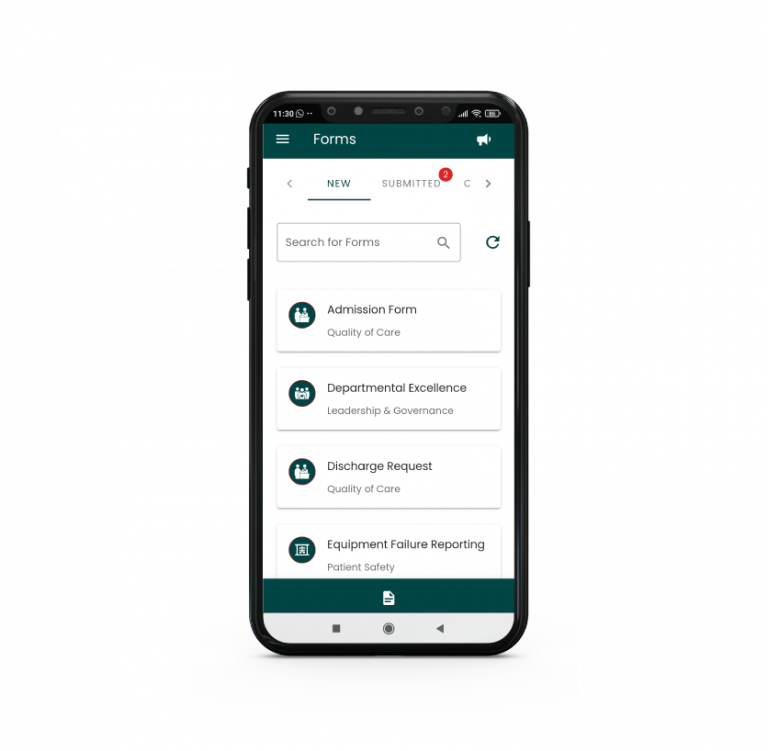 11:30
Forms
NEW
SUBMITTED
2
C
Search for Forms
Admission Form
Quality of Care
Departmental Excellence
Leadership & Governance
Discharge Request
Quality of Care
Equipment Failure Reporting
Patient Safety